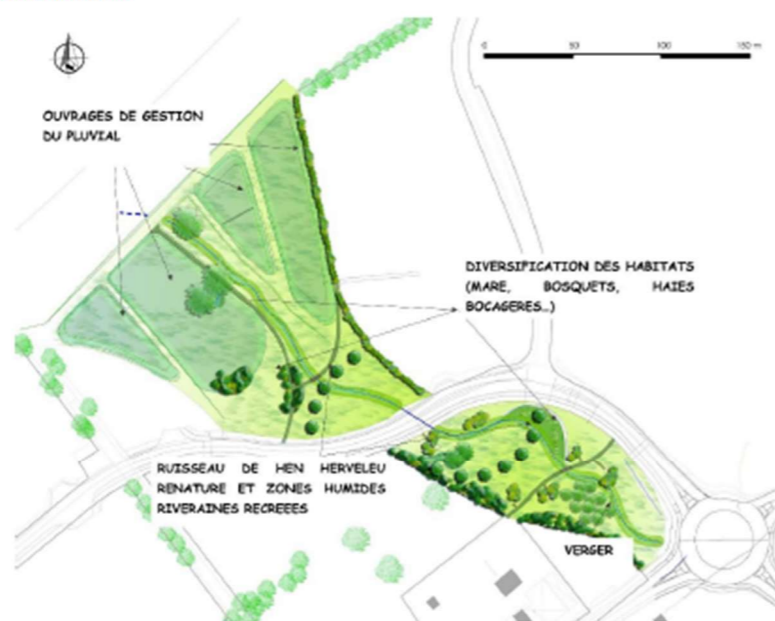 0 50 100 150 m
OUVRAGES DE GESTION
DU PLUVIAL
DIVERSIFICATION DES HABITATS
(MARE, BOSQUETS, HAIES
BOCAGERES…)
RUISSEAU DE HEN HERVELEU
RENATURE ET ZONES HUMIDES
RIVERAINES RECREEES
VERGER